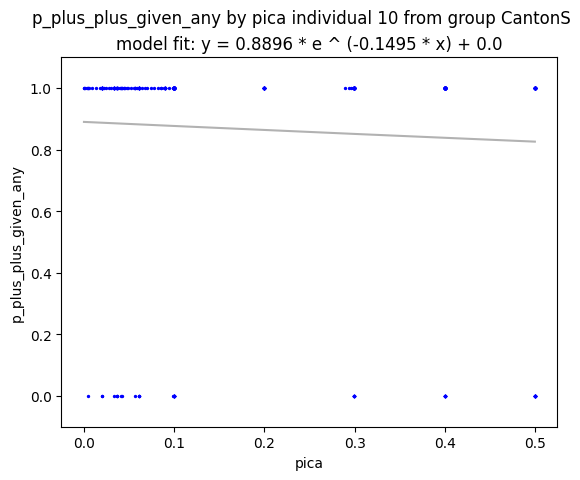 p_plus_plus_given_any by pica individual 10 from group CantonS
model fit: y = 0.8896 * e ^ (-0.1495 * x) + 0.0
1.0
0.8
0.6
0.4
0.2
0.0
p_plus_plus_given_any
0.0 0.1 0.2 0.3 0.4 0.5
pica